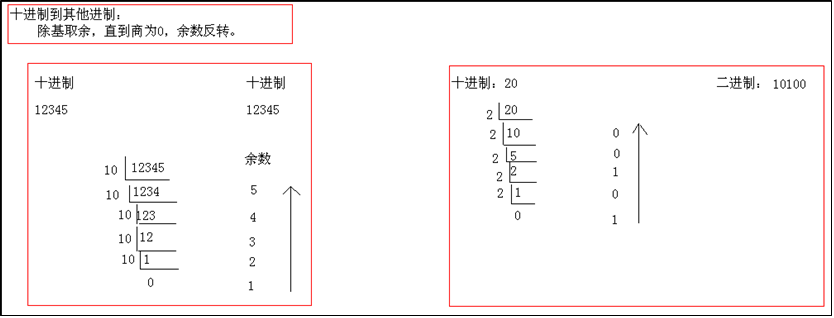 十进制到其他进制：
除基取余，直到商为0，余数反转。
十进制 十进制
12345 12345
余数
10 12345
10 1234 5
10 123 4
10 12 3
10 1 2
0 1
十进制：20 二进制： 10100
2 20
2 10 0
2 5 0
2 2 1
2 1 0
0 1